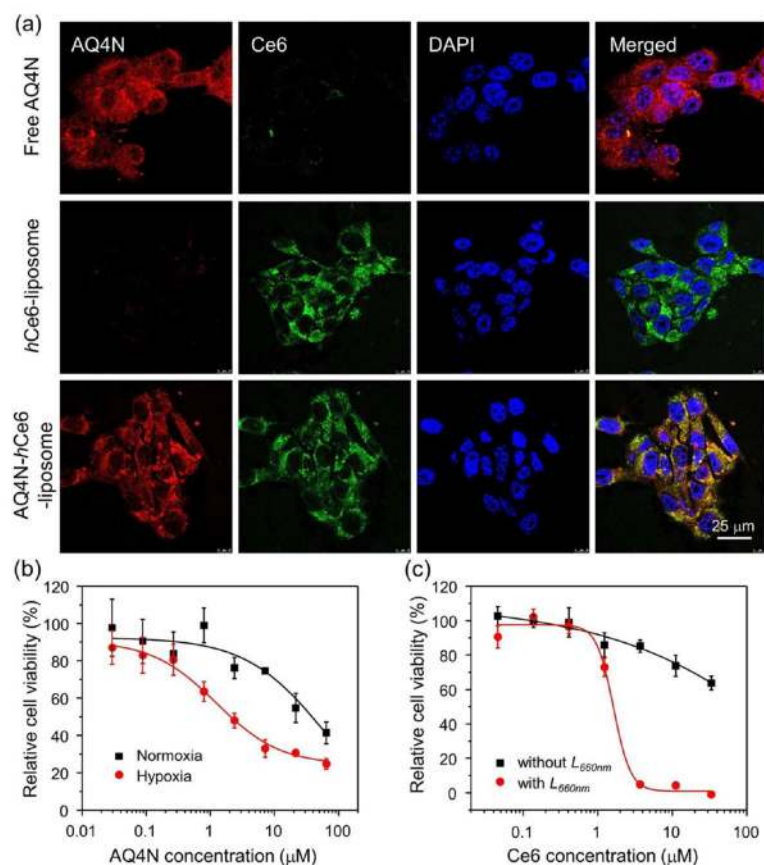 (a)
AQ4N Ce6 DAPI Merged
Free AQ4N
hCe6-liposome
AQ4N-hCe6
-liposome
25 μm
(b)
120
100
80
60
40
20
0
Relative cell viability (%)
Normoxia
Hypoxia
0.01 0.1 1 10 100
AQ4N concentration (μM)
(c)
120
100
80
60
40
20
0
Relative cell viability (%)
without L660nm
with L660nm
0.1 1 10
Ce6 concentration (μM)